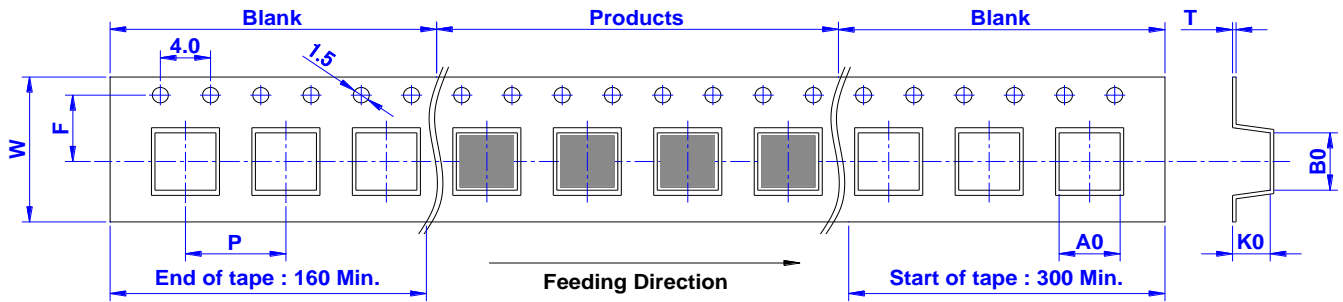 Blank
Products
Blank
T
4.0
1.5
F
W
B0
P
A0
K0
End of tape : 160 Min.
Feeding Direction
Start of tape : 300 Min.